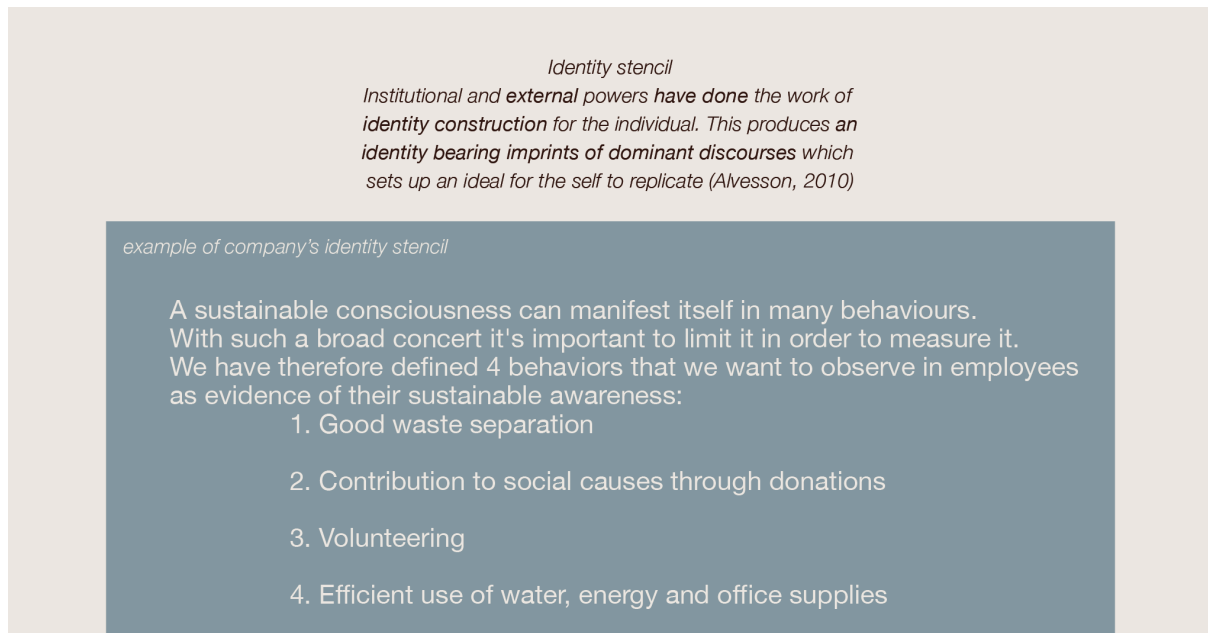 Identity stencil
Institutional and external powers have done the work of
identity construction for the individual. This produces an
identity bearing imprints of dominant discourses which
sets up an ideal for the self to replicate (Alvesson, 2010)
example of company's identity stencil
A sustainable consciousness can manifest itself in many behaviours.
With such a broad concert it's important to limit it in order to measure it.
We have therefore defined 4 behaviors that we want to observe in employees
as evidence of their sustainable awareness:
1. Good waste separation
2. Contribution to social causes through donations
3. Volunteering
4. Efficient use of water, energy and office supplies